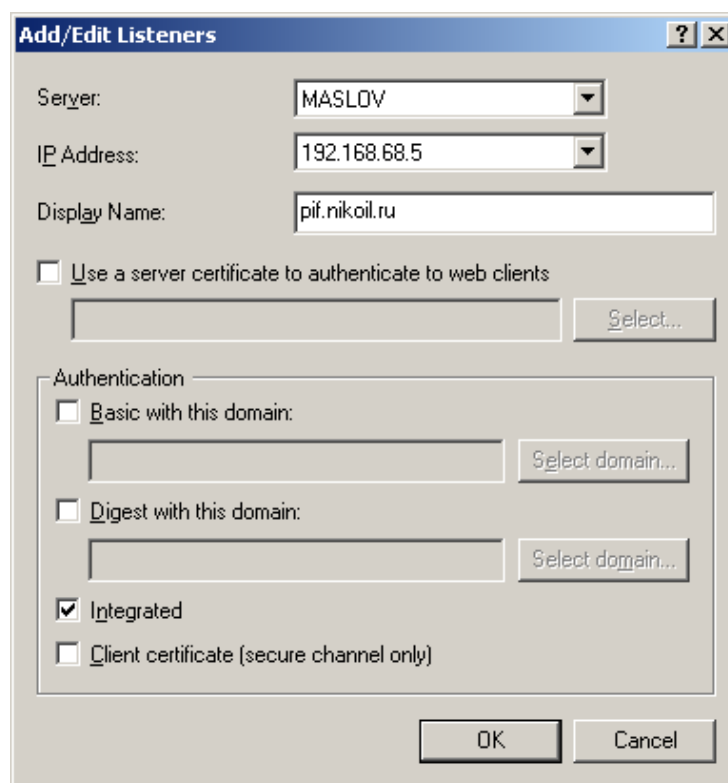 Add/Edit Listeners
Server: MASLOV
IP Address: 192.168.68.5
Display Name: pif.nikoil.ru
Use a server certificate to authenticate to web clients
Select...
Authentication
Basic with this domain:
Select domain...
Digest with this domain:
Select domain...
Integrated
Client certificate (secure channel only)
OK Cancel